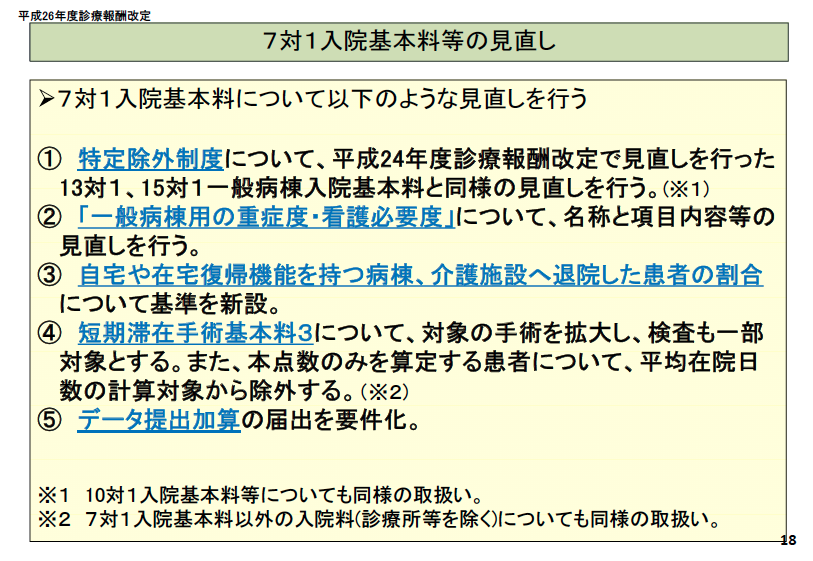 平成26年度診療報酬改定
７対１入院基本料等の見直し
➢７対１入院基本料について以下のような見直しを行う
① 特定除外制度について、平成24年度診療報酬改定で見直しを行った
13対１、15対１一般病棟入院基本料と同様の見直しを行う。（※１）
② 「一般病棟用の重症度・看護必要度」について、名称と項目内容等の
見直しを行う。
③ 自宅や在宅復帰機能を持つ病棟、介護施設へ退院した患者の割合
について基準を新設。
④ 短期滞在手術基本料３について、対象の手術を拡大し、検査も一部
対象とする。また、本点数のみを算定する患者について、平均在院日
数の計算対象から除外する。（※２）
⑤ データ提出加算の届出を要件化。
※１ 10対１入院基本料等についても同様の取扱い。
※２ ７対１入院基本料以外の入院料(診療所等を除く)についても同様の取扱い。
18